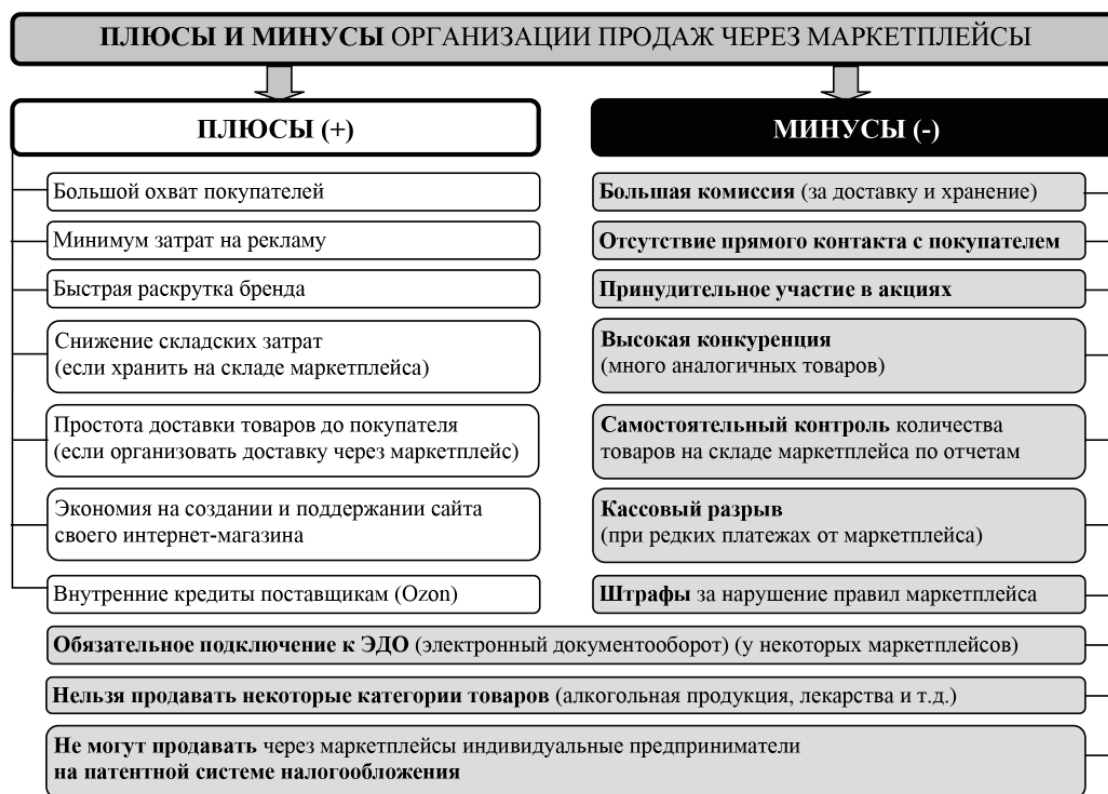 ПЛЮСЫ И МИНУСЫ ОРГАНИЗАЦИИ ПРОДАЖ ЧЕРЕЗ МАРКЕТПЛЕЙСЫ
ПЛЮСЫ (+)
Большой охват покупателей
Минимум затрат на рекламу
Быстрая раскрутка бренда
Снижение складских затрат
(если хранить на складе маркетплейса)
Простота доставки товаров до покупателя
(если организовать доставку через маркетплейс)
Экономия на создании и поддержании сайта
своего интернет-магазина
Внутренние кредиты поставщикам (Ozon)
МИНУСЫ (-)
Большая комиссия (за доставку и хранение)
Отсутствие прямого контакта с покупателем
Принудительное участие в акциях
Высокая конкуренция
(много аналогичных товаров)
Самостоятельный контроль количества
товаров на складе маркетплейса по отчетам
Кассовый разрыв
(при редких платежах от маркетплейса)
Штрафы за нарушение правил маркетплейса
Обязательное подключение к ЭДО (электронный документооборот) (у некоторых маркетплейсов)
Нельзя продавать некоторые категории товаров (алкогольная продукция, лекарства и т.д.)
Не могут продавать через маркетплейсы индивидуальные предприниматели
на патентной системе налогообложения